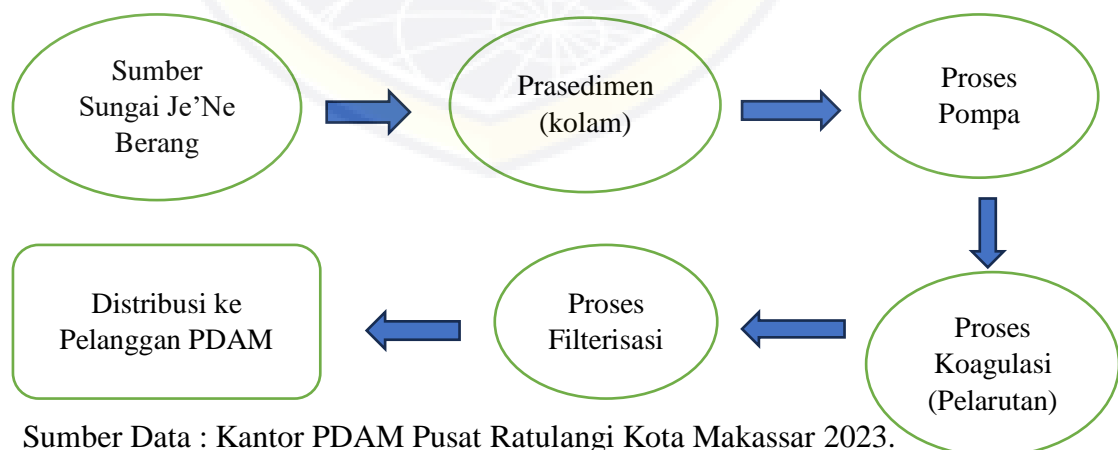 Sumber
Sungai Je’Ne
Berang
Prasedimen
(kolam)
Proses
Pompa
Proses
Koagulasi
(Pelarutan)
Proses
Filterisasi
Distribusi ke
Pelanggan PDAM
Sumber Data : Kantor PDAM Pusat Ratulangi Kota Makassar 2023.